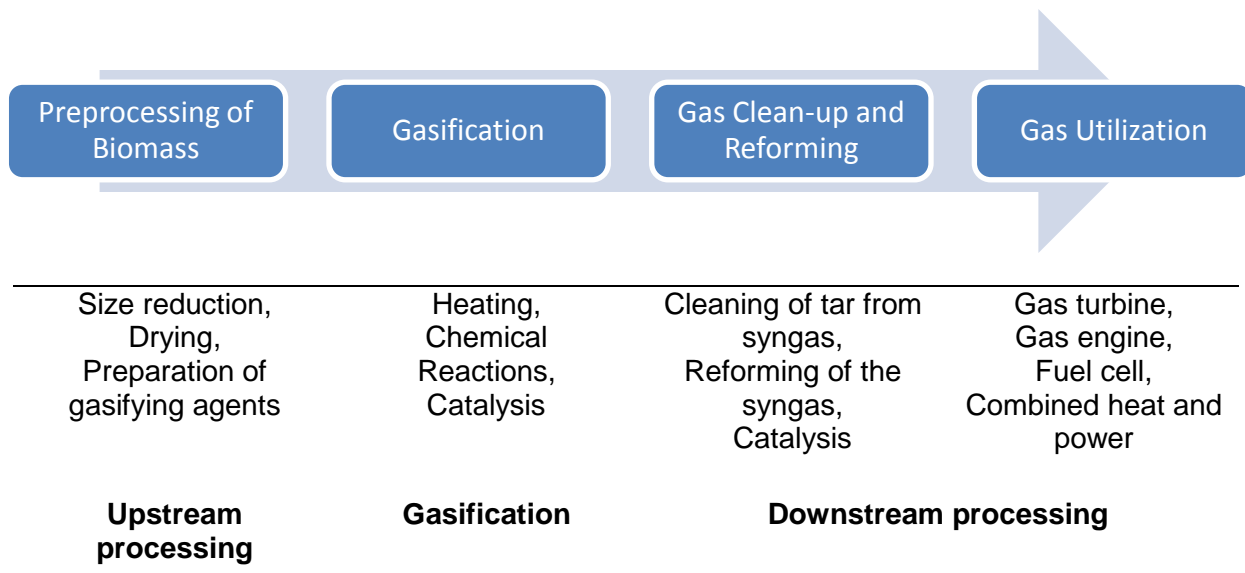 Preprocessing of
Biomass
Gasification
Gas Clean-up and
Reforming
Gas Utilization
Size reduction,
Drying,
Preparation of
gasifying agents
Heating,
Chemical
Reactions,
Catalysis
Cleaning of tar from
syngas,
Reforming of the
syngas,
Catalysis
Gas turbine,
Gas engine,
Fuel cell,
Combined heat and
power
Upstream
processing
Gasification
Downstream processing